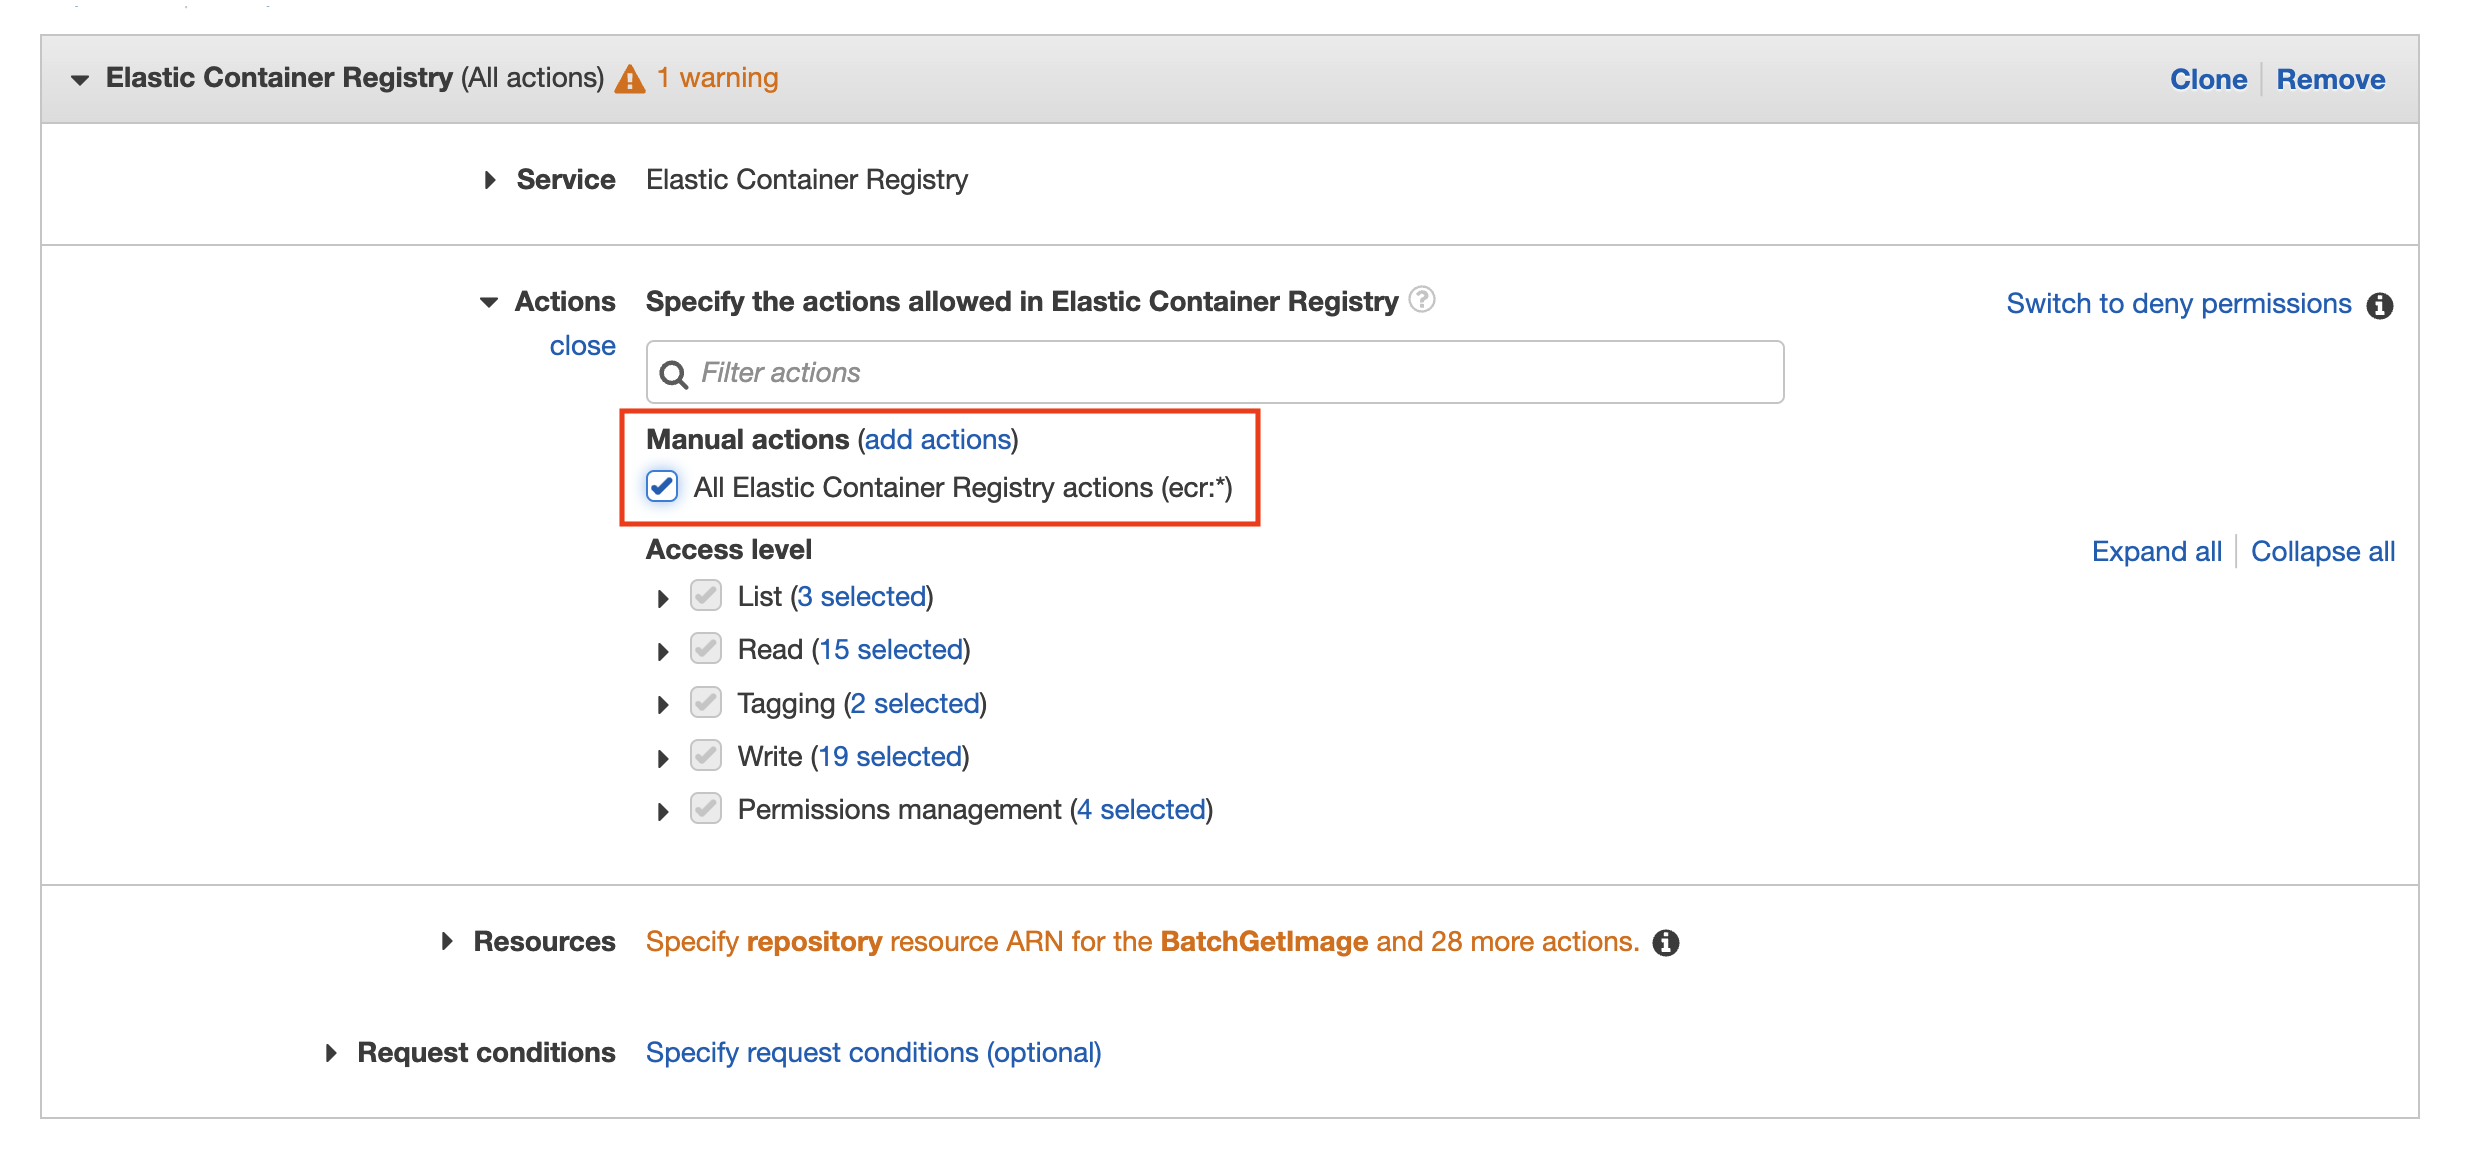 Elastic Container Registry (All actions) 1 warning Clone Remove
Service Elastic Container Registry
Actions Specify the actions allowed in Elastic Container Registry ? Switch to deny permissions i
close
Filter actions
Manual actions (add actions)
All Elastic Container Registry actions (ecr:*)
Access level Expand all Collapse all
List (3 selected)
Read (15 selected)
Tagging (2 selected)
Write (19 selected)
Permissions management (4 selected)
Resources Specify repository resource ARN for the BatchGetImage and 28 more actions. i
Request conditions Specify request conditions (optional)